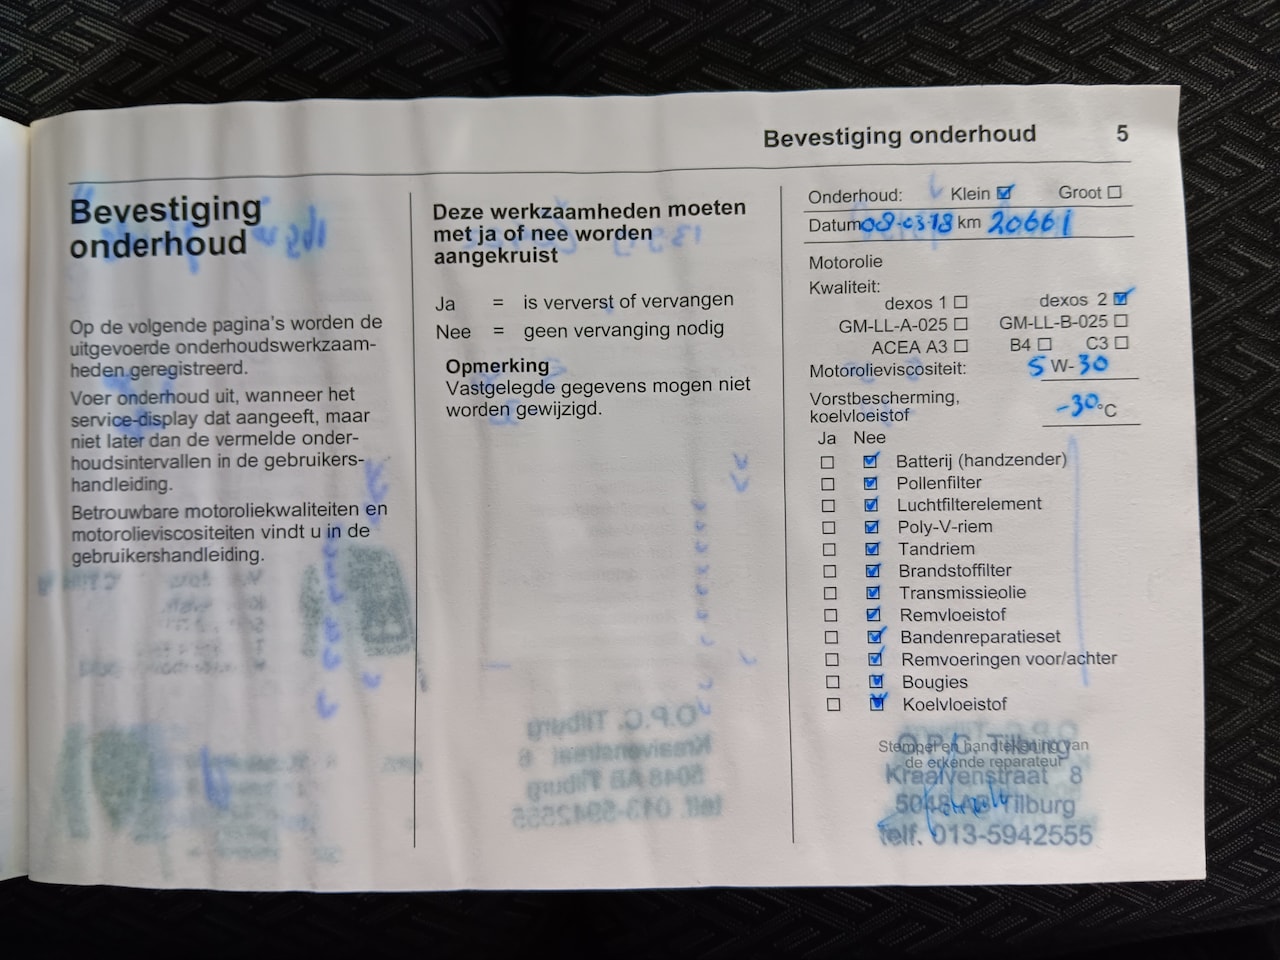 Bevestiging onderhoud 5
Bevestiging
onderhoud
Op de volgende pagina's worden de
uitgevoerde onderhoudswerkzaam-
heden geregistreerd.
Voer onderhoud uit, wanneer het
service-display dat aangeeft, maar
niet later dan de vermelde onder-
houdsintervallen in de gebruikers-
handleiding.
Betrouwbare motoroliekwaliteiten en
motorolieviscositeiten vindt u in de
gebruikershandleiding.
Deze werkzaamheden moeten
met ja of nee worden
aangekruist
Ja = is ververst of vervangen
Nee = geen vervanging nodig
Opmerking
Vastgelegde gegevens mogen niet
worden gewijzigd.
Onderhoud: Klein ☑ Groot ☐
Datum 08-03-18 km 20661
Motorolie
Kwaliteit:
dexos 1 ☐ dexos 2 ☑
GM-LL-A-025 ☐ GM-LL-B-025 ☐
ACEA A3 ☐ B4 ☐ C3 ☐
Motorolieviscositeit: 5 W-30
Vorstbescherming,
koelvloeistof -30°C
Ja Nee
☐ ☑ Batterij (handzender)
☐ ☑ Pollenfilter
☐ ☑ Luchtfilterelement
☐ ☑ Poly-V-riem
☐ ☑ Tandriem
☐ ☑ Brandstoffilter
☐ ☑ Transmissieolie
☐ ☑ Remvloeistof
☐ ☑ Bandenreparatieset
☐ ☑ Remvoeringen voor/achter
☐ ☑ Bougies
☐ ☑ Koelvloeistof
Stempel en handtekening van
de erkende reparateur
O.P.C. Tilburg
Kraaivenstraat 8
5048 AB Tilburg
Telf. 013-5942555